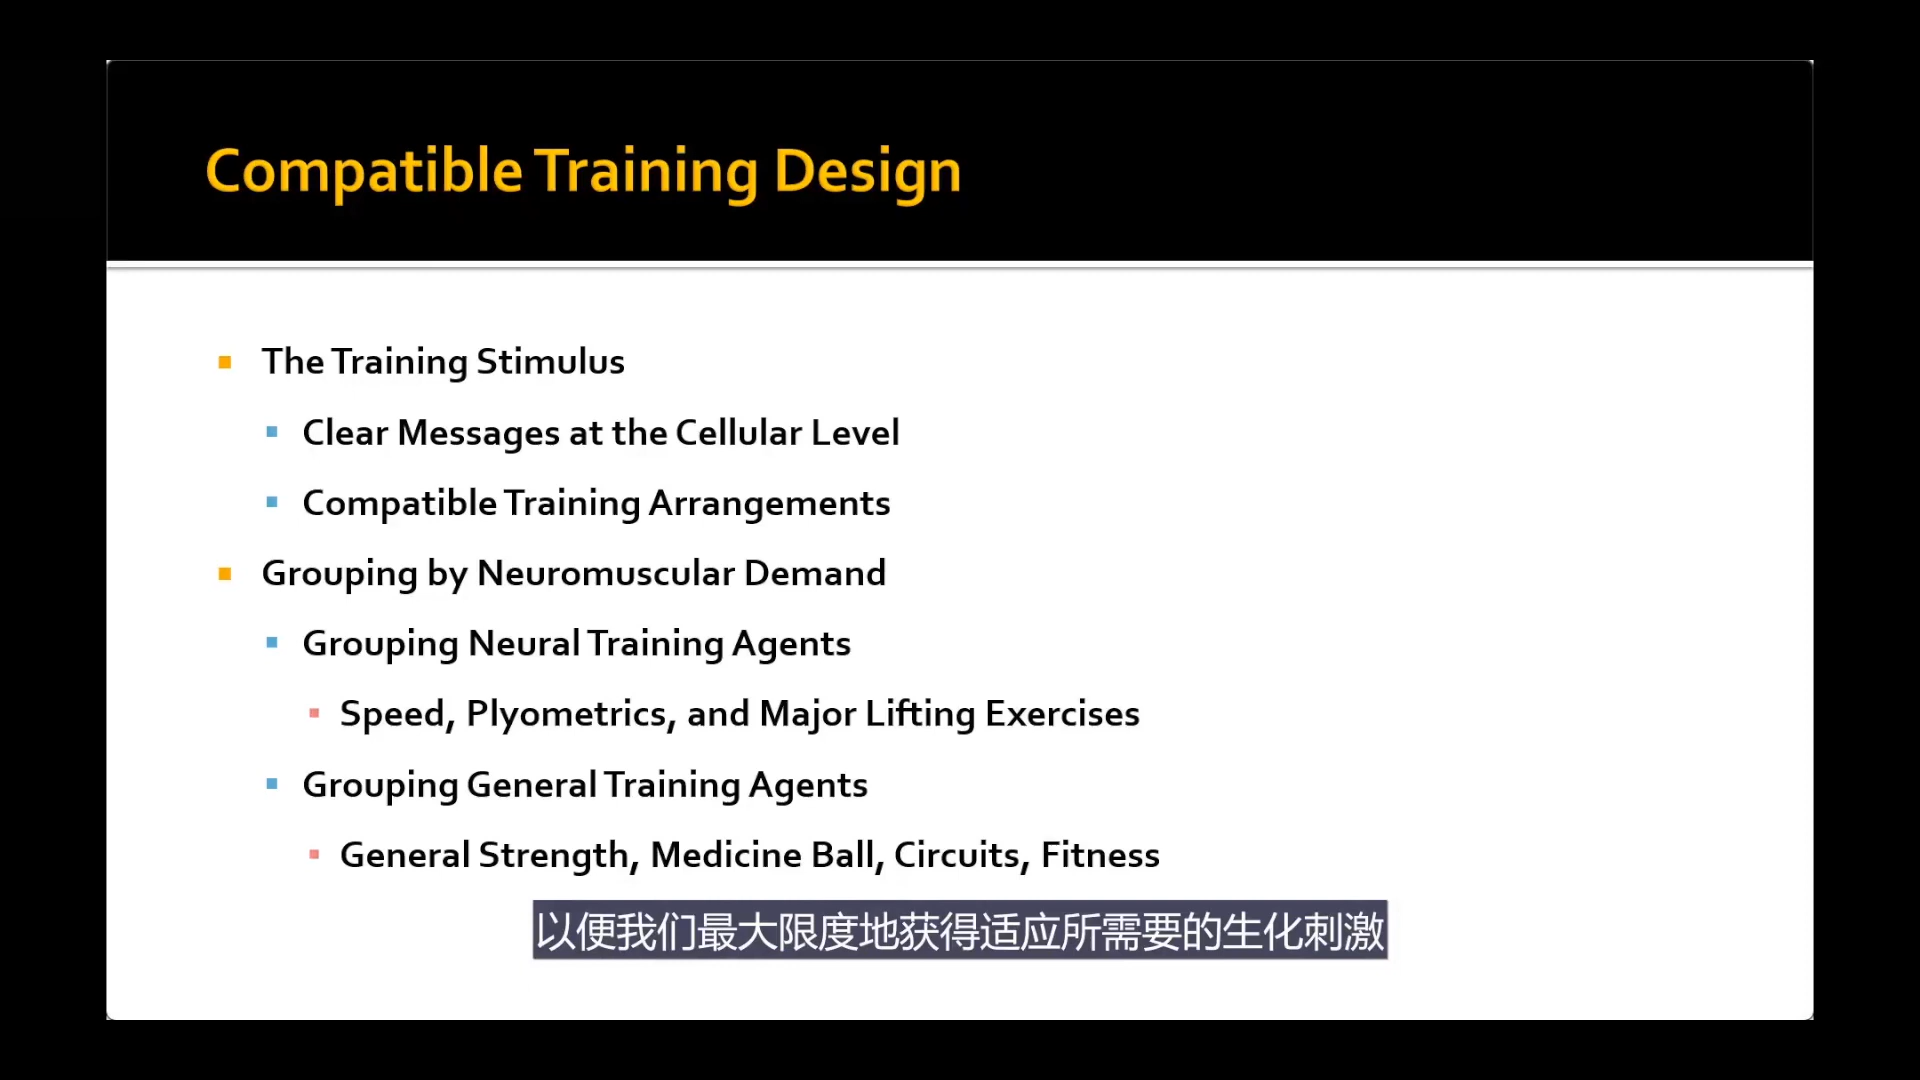 Compatible Training Design
The Training Stimulus
Clear Messages at the Cellular Level
Compatible Training Arrangements
Grouping by Neuromuscular Demand
Grouping Neural Training Agents
Speed, Plyometrics, and Major Lifting Exercises
Grouping General Training Agents
General Strength, Medicine Ball, Circuits, Fitness
以便我们最大限度地获得适应所需要的生化刺激